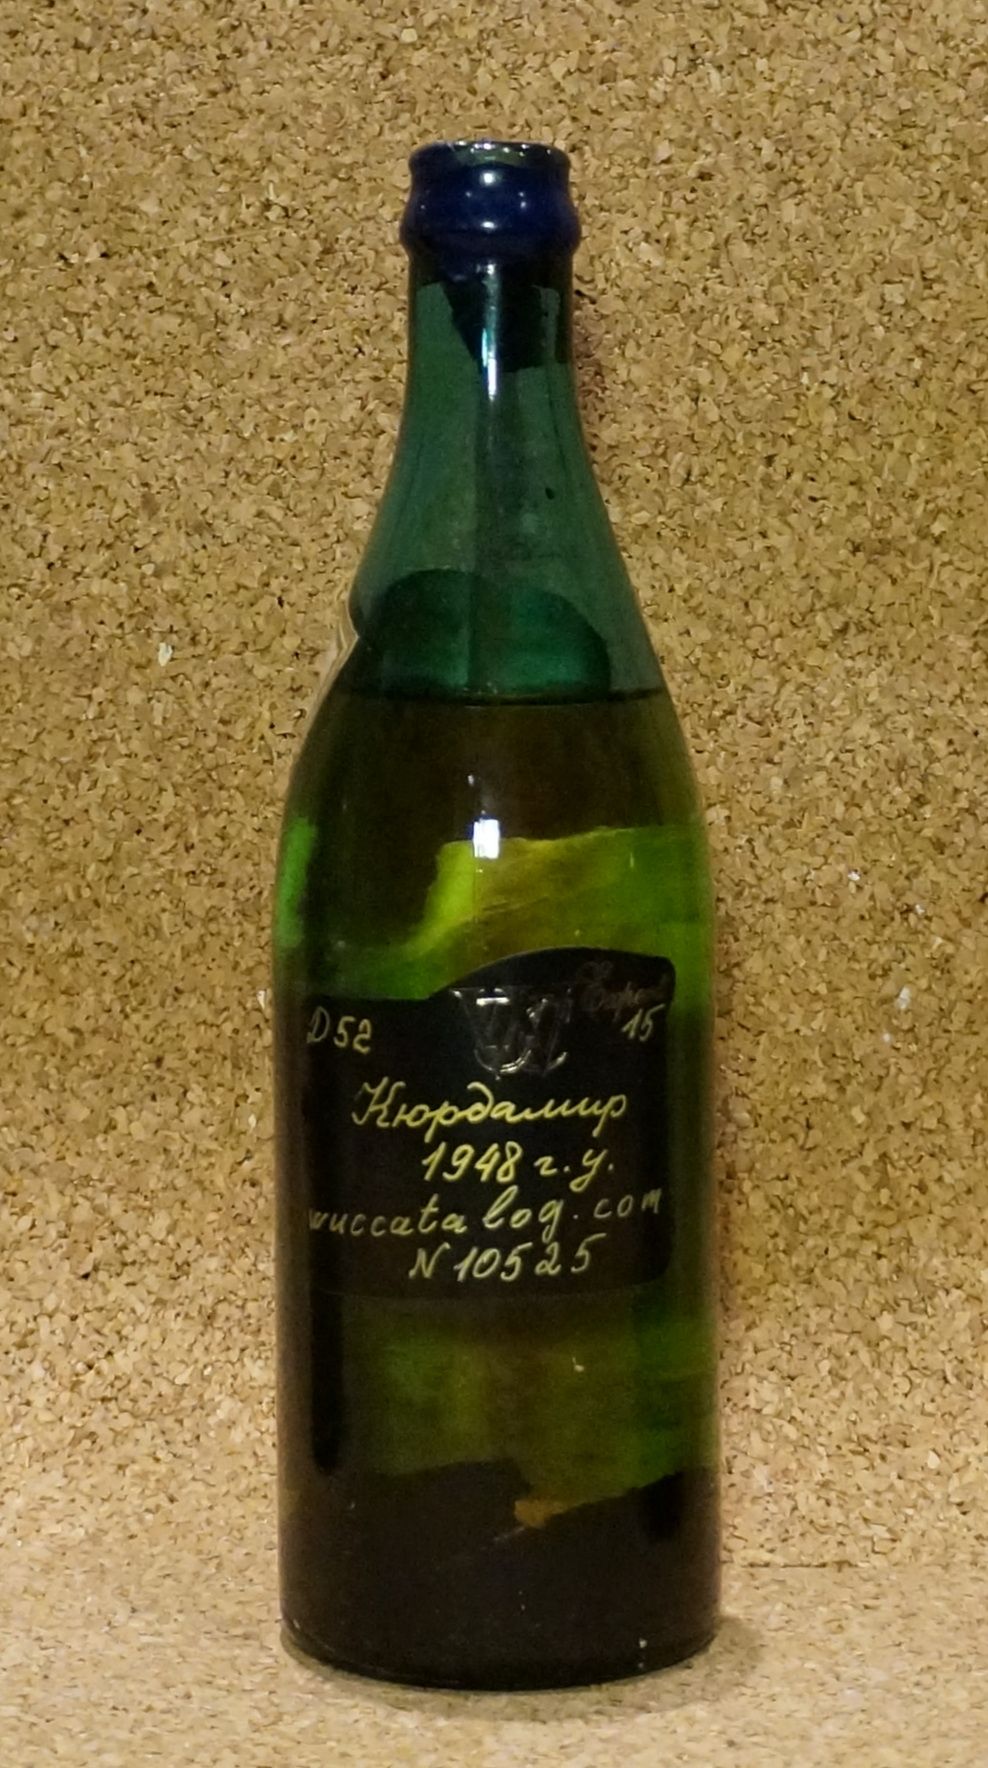 D52 15
Кюрдамир
1948 г.у.
wuccatalog.com
N 10525